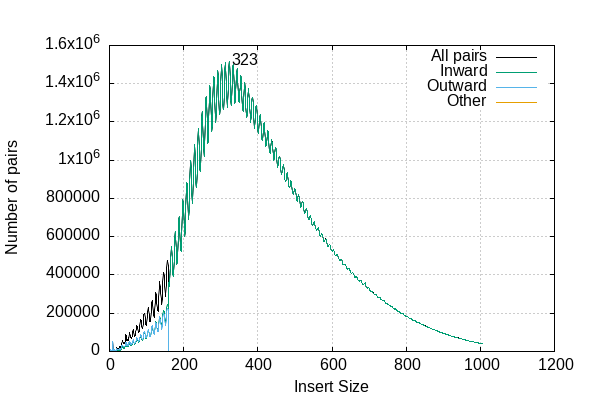 1.6x10^6
1.4x10^6
1.2x10^6
1x10^6
800000
600000
400000
200000
0
Number of pairs
323
All pairs
Inward
Outward
Other
0 200 400 600 800 1000 1200
Insert Size